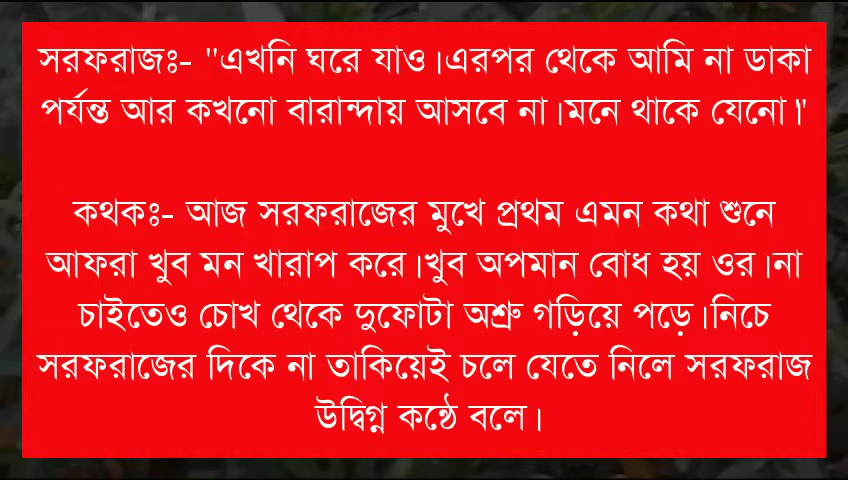 সরফরাজঃ- "এখনি ঘরে যাও।এরপর থেকে আমি না ডাকা
পর্যন্ত আর কখনো বারান্দায় আসবে না।মনে থাকে যেনো।"
কথকঃ- আজ সরফরাজের মুখে প্রথম এমন কথা শুনে
আফরা খুব মন খারাপ করে।খুব অপমান বোধ হয় ওর।না
চাইতেও চোখ থেকে দুফোটা অশ্রু গড়িয়ে পড়ে।নিচে
সরফরাজের দিকে না তাকিয়েই চলে যেতে নিলে সরফরাজ
উদ্বিগ্ন কন্ঠে বলে।